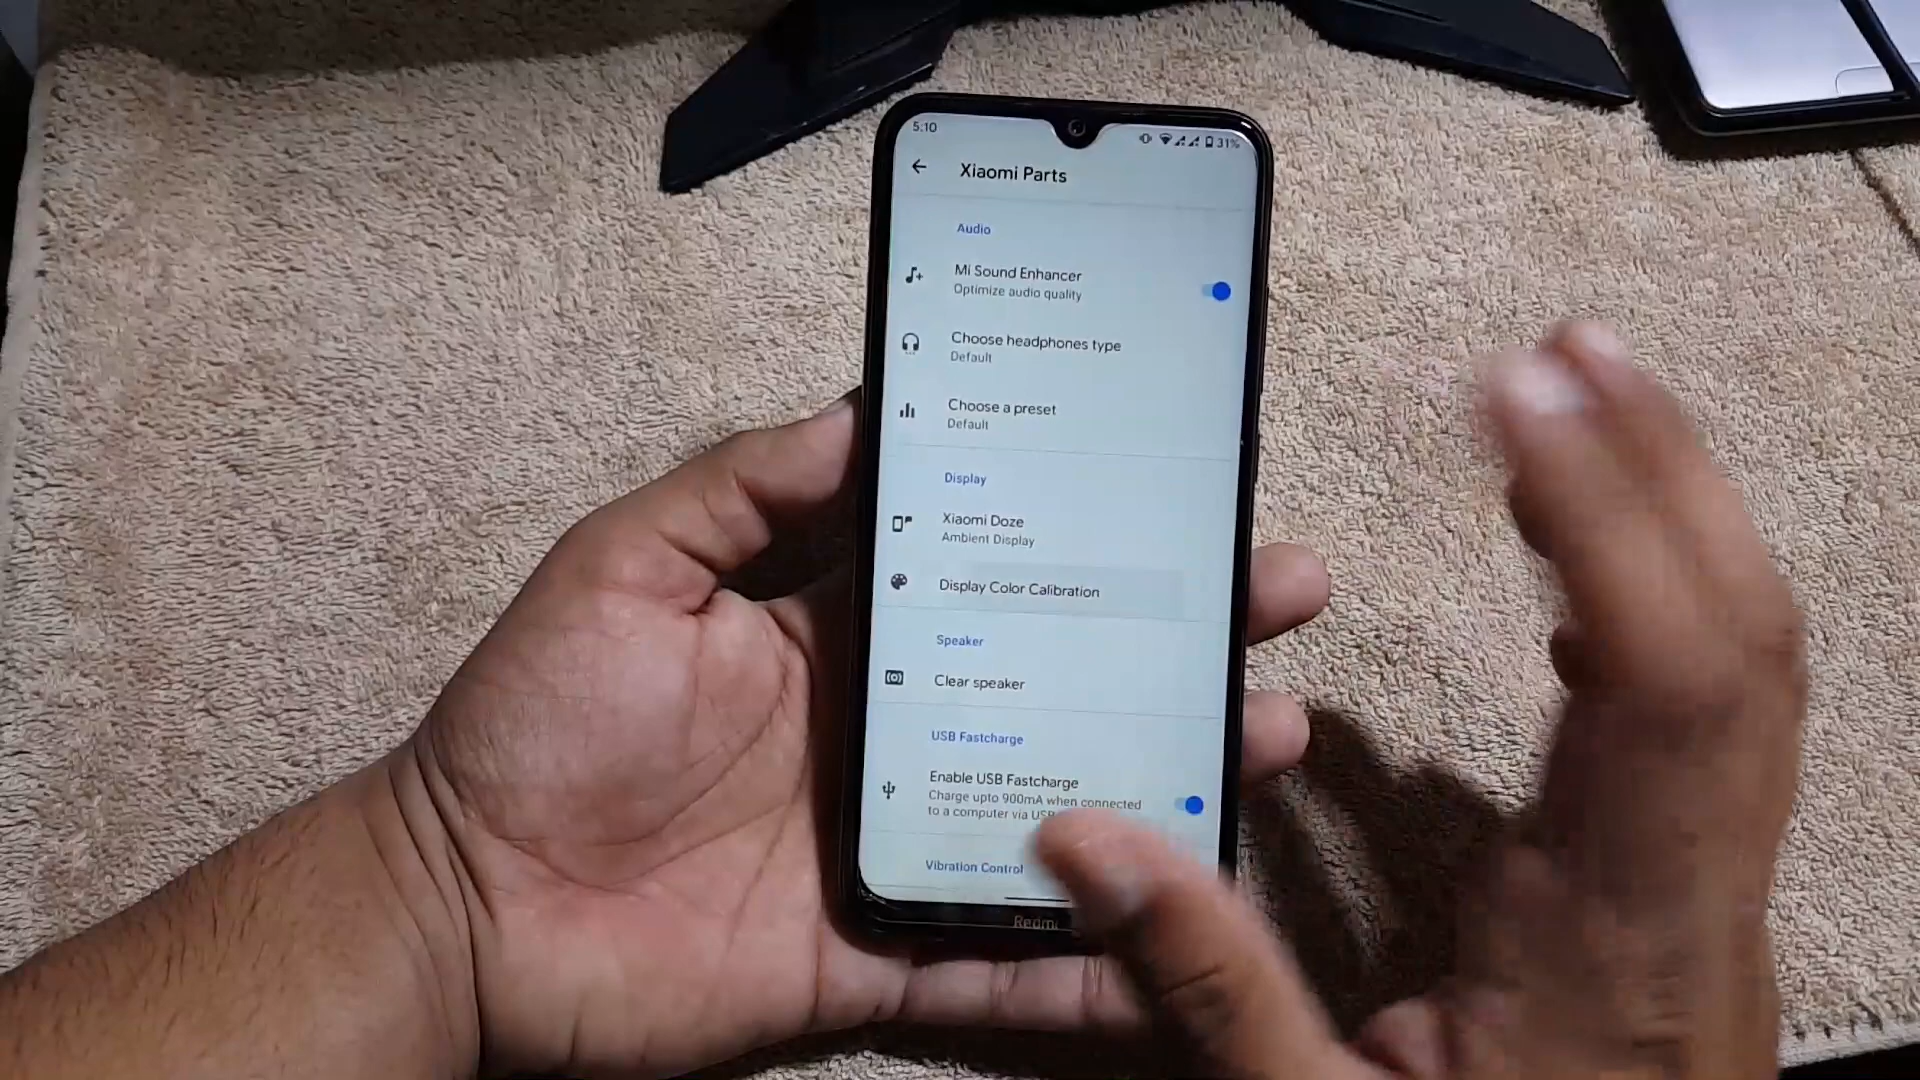 5:10
31%
Xiaomi Parts
Audio
Mi Sound Enhancer
Optimize audio quality
Choose headphones type
Default
Choose a preset
Default
Display
Xiaomi Doze
Ambient Display
Display Color Calibration
Speaker
Clear speaker
USB Fastcharge
Enable USB Fastcharge
Charge upto 900mA when connected
to a computer via USB
Vibration Control
Redmi